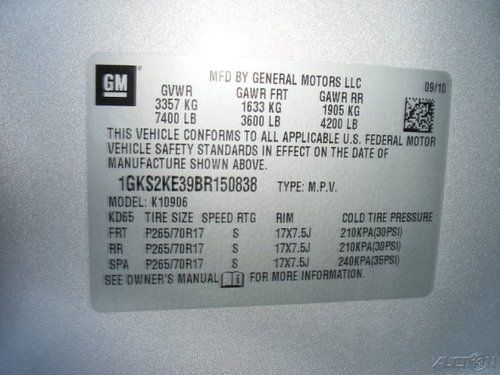 GM
MFD BY GENERAL MOTORS LLC
09/10
GVWR GAWR FRT GAWR RR
3357 KG 1633 KG 1905 KG
7400 LB 3600 LB 4200 LB
THIS VEHICLE CONFORMS TO ALL APPLICABLE U.S. FEDERAL MOTOR
VEHICLE SAFETY STANDARDS IN EFFECT ON THE DATE OF
MANUFACTURE SHOWN ABOVE.
1GKS2KE39BR150838 TYPE: M.P.V.
MODEL: K10906
KD65 TIRE SIZE SPEED RTG RIM COLD TIRE PRESSURE
FRT P265/70R17 S 17X7.5J 210KPA(30PSI)
RR P265/70R17 S 17X7.5J 210KPA(30PSI)
SPA P265/70R17 S 17X7.5J 240KPA(35PSI)
SEE OWNER'S MANUAL FOR MORE INFORMATION.